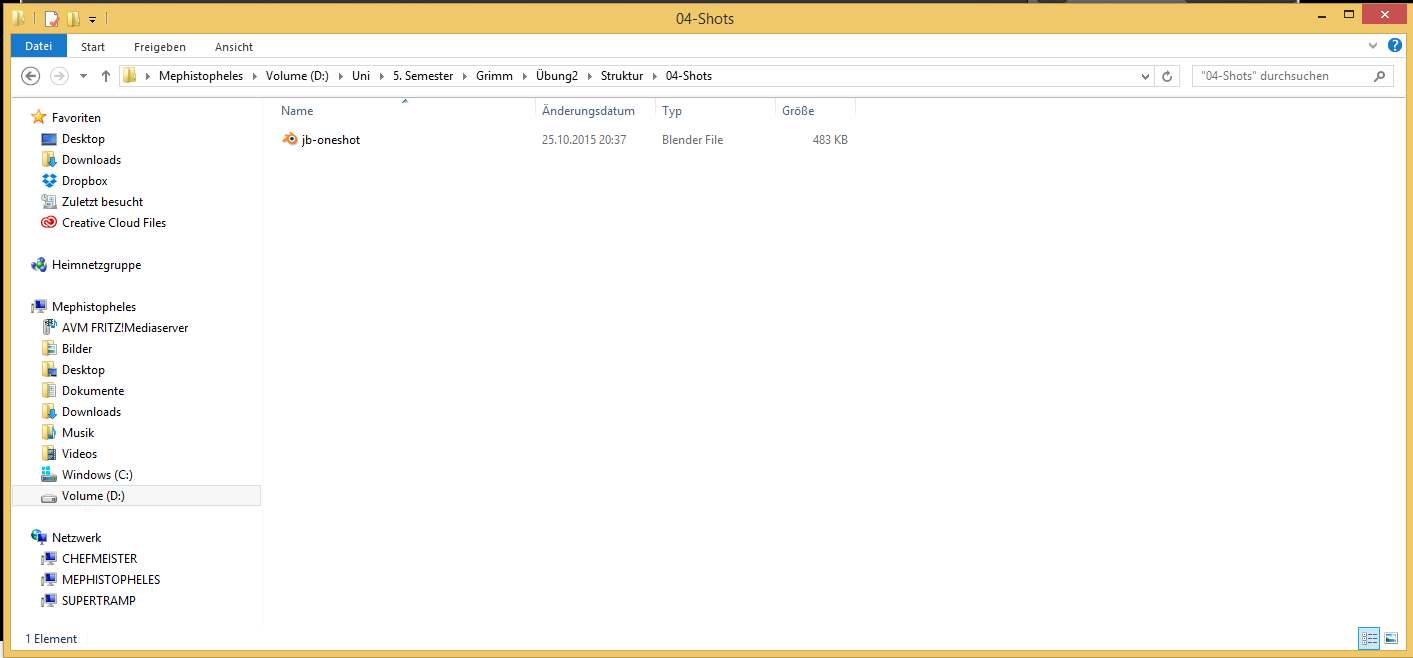 04-Shots
Datei Start Freigeben Ansicht
Mephistopheles Volume (D:) Uni 5. Semester Grimm Übung2 Struktur 04-Shots "04-Shots" durchsuchen
Name Änderungsdatum Typ Größe
jb-oneshot 25.10.2015 20:37 Blender File 483 KB
Favoriten
Desktop
Downloads
Dropbox
Zuletzt besucht
Creative Cloud Files
Heimnetzgruppe
Mephistopheles
AVM FRITZ!Mediaserver
Bilder
Desktop
Dokumente
Downloads
Musik
Videos
Windows (C:)
Volume (D:)
Netzwerk
CHEFMEISTER
MEPHISTOPHELES
SUPERTRAMP
1 Element